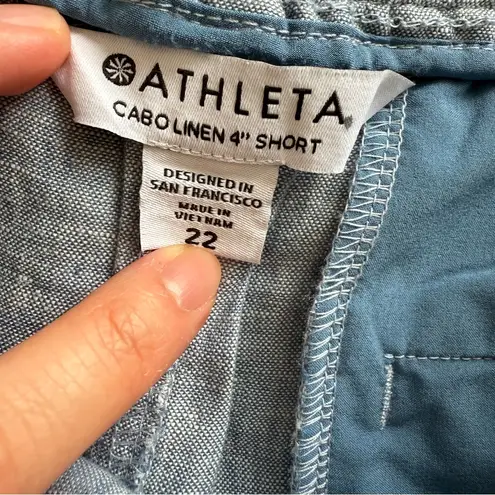 ATHLETA
CABO LINEN 4" SHORT
DESIGNED IN
SAN FRANCISCO
MADE IN
VIETNAM
22